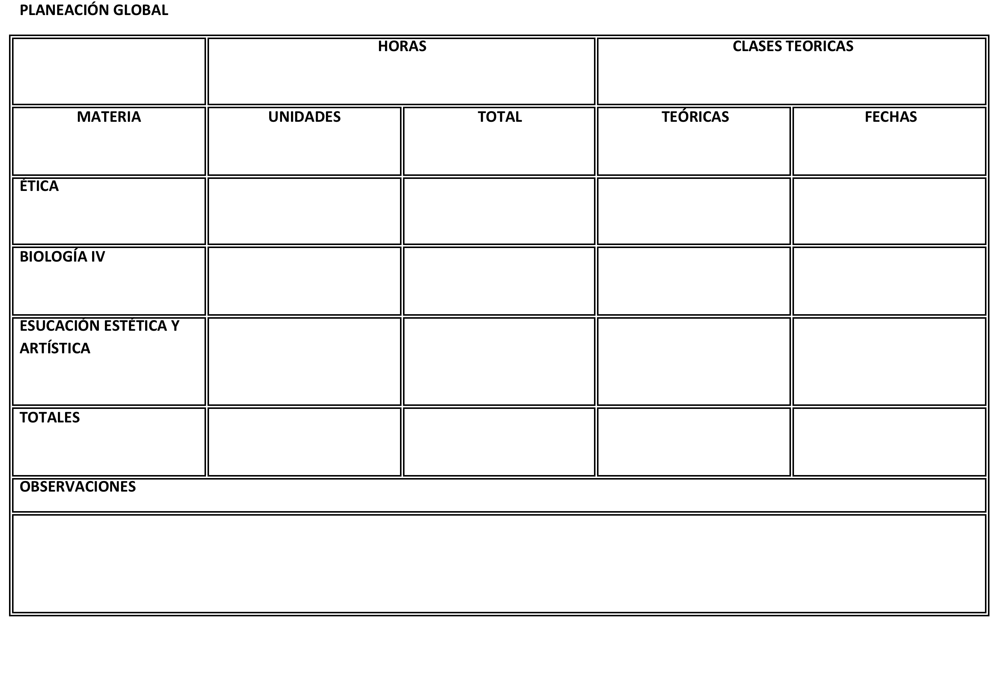 PLANEACIÓN GLOBAL
HORAS
CLASES TEORICAS
MATERIA
UNIDADES
TOTAL
TEÓRICAS
FECHAS
ÉTICA
BIOLOGÍA IV
ESUCACIÓN ESTÉTICA Y
ARTÍSTICA
TOTALES
OBSERVACIONES